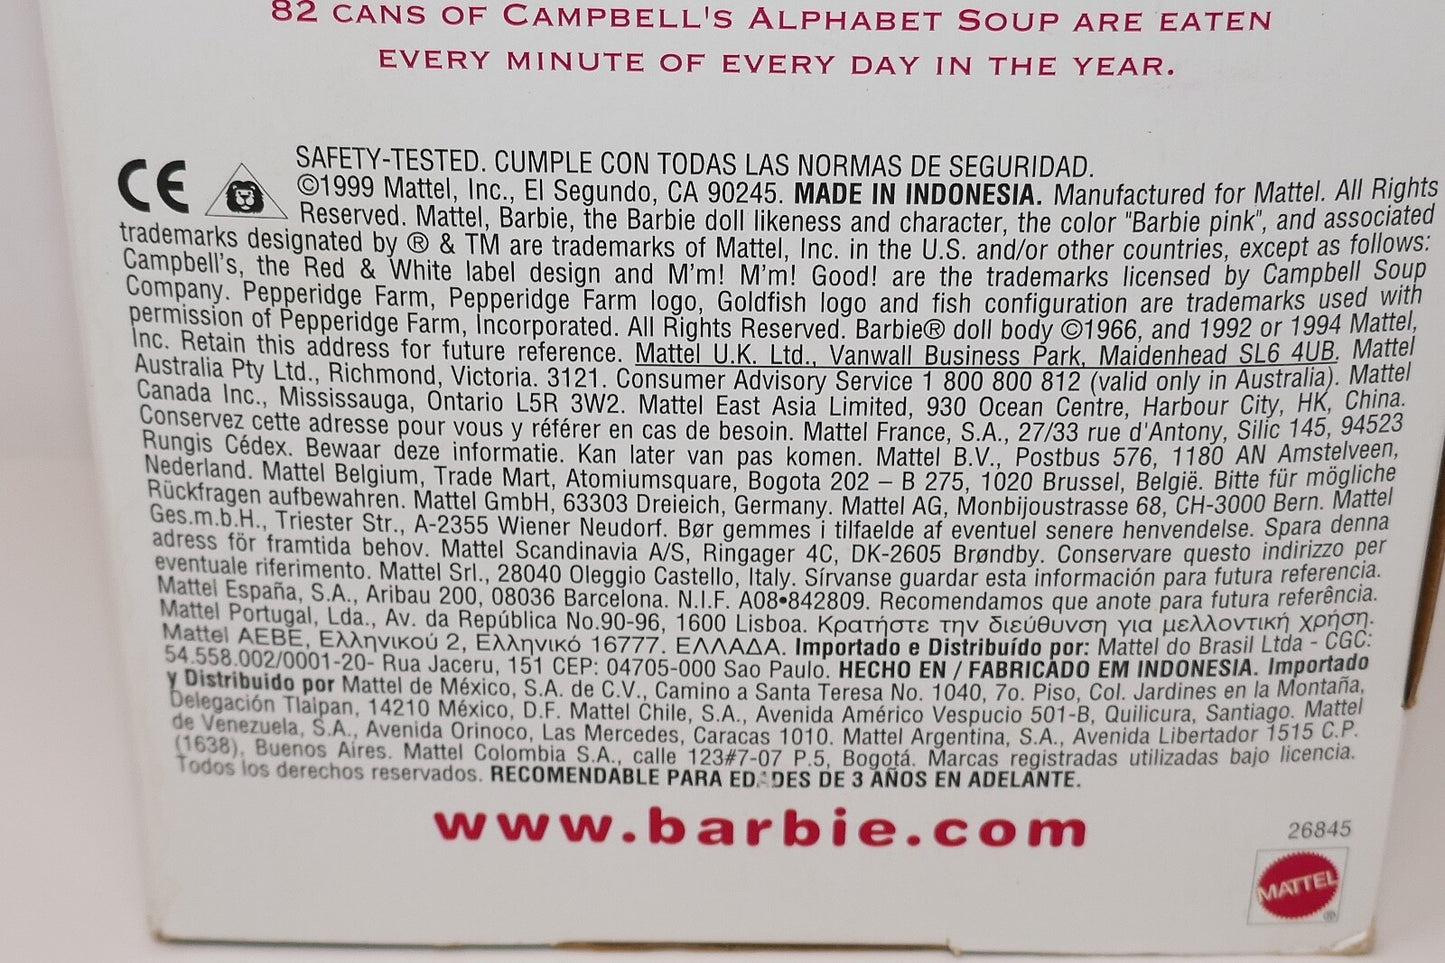 82 CANS OF CAMPBELL'S ALPHABET SOUP ARE EATEN
EVERY MINUTE OF EVERY DAY IN THE YEAR.
CE
SAFETY-TESTED. CUMPLE CON TODAS LAS NORMAS DE SEGURIDAD.
©1999 Mattel, Inc., El Segundo, CA 90245. MADE IN INDONESIA. Manufactured for Mattel. All Rights
Reserved. Mattel, Barbie, the Barbie doll likeness and character, the color "Barbie pink", and associated
trademarks designated by ® & TM are trademarks of Mattel, Inc. in the U.S. and/or other countries, except as follows:
Campbell's, the Red & White label design and M'm! M'm! Good! are the trademarks licensed by Campbell Soup
Company. Pepperidge Farm, Pepperidge Farm logo, Goldfish logo and fish configuration are trademarks used with
permission of Pepperidge Farm, Incorporated. All Rights Reserved. Barbie® doll body ©1966, and 1992 or 1994 Mattel,
Inc. Retain this address for future reference. Mattel U.K. Ltd., Vanwall Business Park, Maidenhead SL6 4UB. Mattel
Australia Pty Ltd., Richmond, Victoria. 3121. Consumer Advisory Service 1 800 800 812 (valid only in Australia). Mattel
Canada Inc., Mississauga, Ontario L5R 3W2. Mattel East Asia Limited, 930 Ocean Centre, Harbour City, HK, China.
Conservez cette adresse pour vous y référer en cas de besoin. Mattel France, S.A., 27/33 rue d'Antony, Silic 145, 94523
Rungis Cédex. Bewaar deze informatie. Kan later van pas komen. Mattel B.V., Postbus 576, 1180 AN Amstelveen,
Nederland. Mattel Belgium, Trade Mart, Atomiumsquare, Bogota 202 – B 275, 1020 Brussel, België. Bitte für mögliche
Rückfragen aufbewahren. Mattel GmbH, 63303 Dreieich, Germany. Mattel AG, Monbijoustrasse 68, CH-3000 Bern. Mattel
Ges.m.b.H., Triester Str., A-2355 Wiener Neudorf. Bør gemmes i tilfaelde af eventuel senere henvendelse. Spara denna
adress för framtida behov. Mattel Scandinavia A/S, Ringager 4C, DK-2605 Brøndby. Conservare questo indirizzo per
eventuale riferimento. Mattel Srl., 28040 Oleggio Castello, Italy. Sírvanse guardar esta información para futura referencia.
Mattel España, S.A., Aribau 200, 08036 Barcelona. N.I.F. A08•842809. Recomendamos que anote para futura referência.
Mattel Portugal, Lda., Av. da República No.90-96, 1600 Lisboa. Κρατήστε την διεύθυνση για μελλοντική χρήση.
Mattel AEBE, Ελληνικού 2, Ελληνικό 16777. ΕΛΛΑΔΑ. Importado e Distribuído por: Mattel do Brasil Ltda - CGC:
54.558.002/0001-20- Rua Jaceru, 151 CEP: 04705-000 Sao Paulo. HECHO EN / FABRICADO EM INDONESIA. Importado
y Distribuido por Mattel de México, S.A. de C.V., Camino a Santa Teresa No. 1040, 7o. Piso, Col. Jardines en la Montaña,
Delegación Tlalpan, 14210 México, D.F. Mattel Chile, S.A., Avenida Américo Vespucio 501-B, Quilicura, Santiago. Mattel
de Venezuela, S.A., Avenida Orinoco, Las Mercedes, Caracas 1010. Mattel Argentina, S.A., Avenida Libertador 1515 C.P.
(1638), Buenos Aires. Mattel Colombia S.A., calle 123#7-07 P.5, Bogotá. Marcas registradas utilizadas bajo licencia.
Todos los derechos reservados. RECOMENDABLE PARA EDADES DE 3 AÑOS EN ADELANTE.
www.barbie.com
26845
MATTEL
®